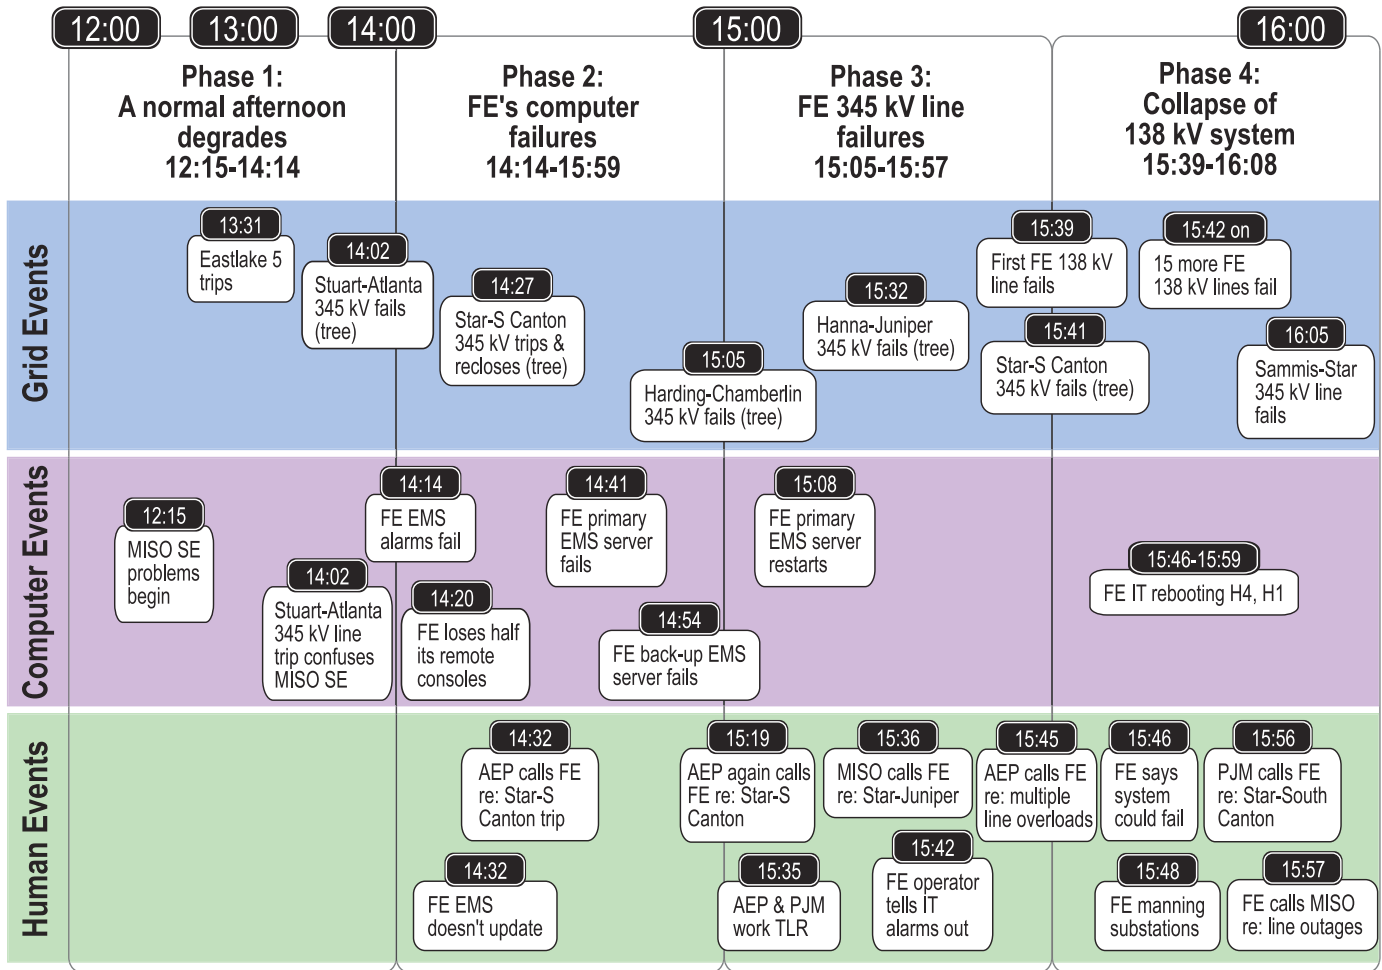 12:00
13:00
14:00
15:00
16:00
Phase 1:
A normal afternoon
degrades
12:15-14:14
Phase 2:
FE's computer
failures
14:14-15:59
Phase 3:
FE 345 kV line
failures
15:05-15:57
Phase 4:
Collapse of
138 kV system
15:39-16:08
Grid Events
13:31
Eastlake 5
trips
14:02
Stuart-Atlanta
345 kV fails
(tree)
14:27
Star-S Canton
345 kV trips &
recloses (tree)
15:05
Harding-Chamberlin
345 kV fails (tree)
15:32
Hanna-Juniper
345 kV fails (tree)
15:39
First FE 138 kV
line fails
15:41
Star-S Canton
345 kV fails (tree)
15:42 on
15 more FE
138 kV lines fail
16:05
Sammis-Star
345 kV line
fails
Computer Events
12:15
MISO SE
problems
begin
14:02
Stuart-Atlanta
345 kV line
trip confuses
MISO SE
14:14
FE EMS
alarms fail
14:20
FE loses half
its remote
consoles
14:41
FE primary
EMS server
fails
14:54
FE back-up EMS
server fails
15:08
FE primary
EMS server
restarts
15:46-15:59
FE IT rebooting H4, H1
Human Events
14:32
AEP calls FE
re: Star-S
Canton trip
14:32
FE EMS
doesn't update
15:19
AEP again calls
FE re: Star-S
Canton
15:35
AEP & PJM
work TLR
15:36
MISO calls FE
re: Star-Juniper
15:42
FE operator
tells IT
alarms out
15:45
AEP calls FE
re: multiple
line overloads
15:46
FE says
system
could fail
15:48
FE manning
substations
15:56
PJM calls FE
re: Star-South
Canton
15:57
FE calls MISO
re: line outages